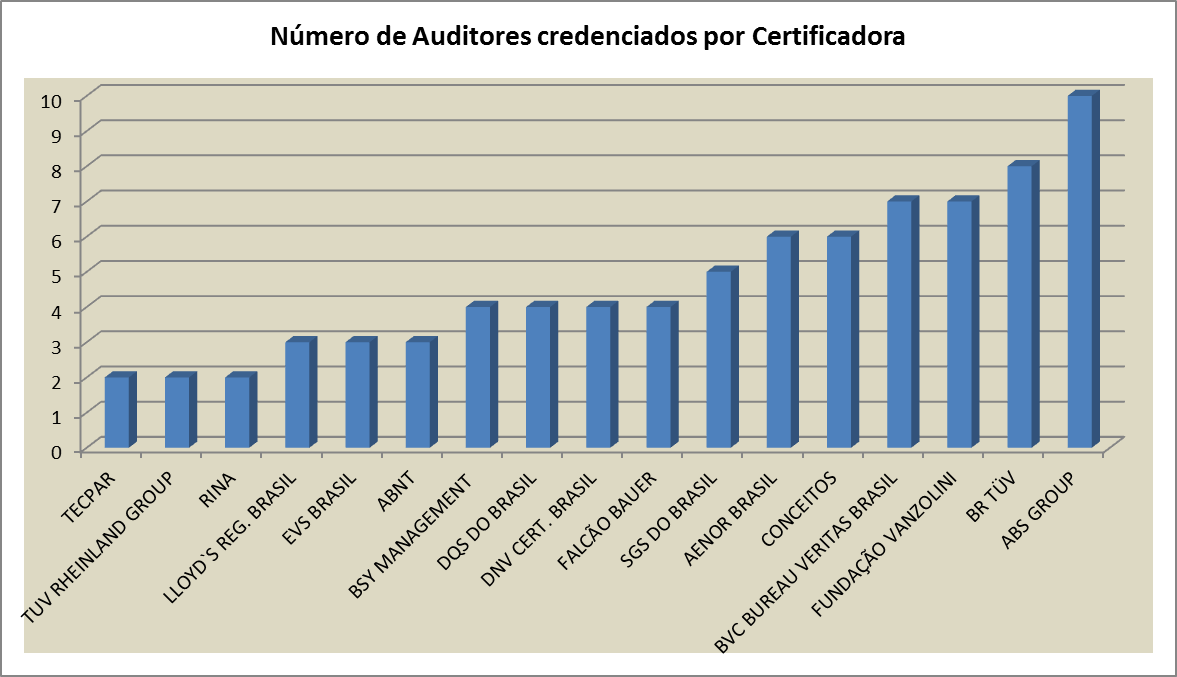 Número de Auditores credenciados por Certificadora
10
9
8
7
6
5
4
3
2
1
0
TECPAR
TUV RHEINLAND GROUP
RINA
LLOYD`S REG. BRASIL
EVS BRASIL
ABNT
BSY MANAGEMENT
DQS DO BRASIL
DNV CERT. BRASIL
FALCÃO BAUER
SGS DO BRASIL
AENOR BRASIL
CONCEITOS
BVC BUREAU VERITAS BRASIL
FUNDAÇÃO VANZOLINI
BR TÜV
ABS GROUP